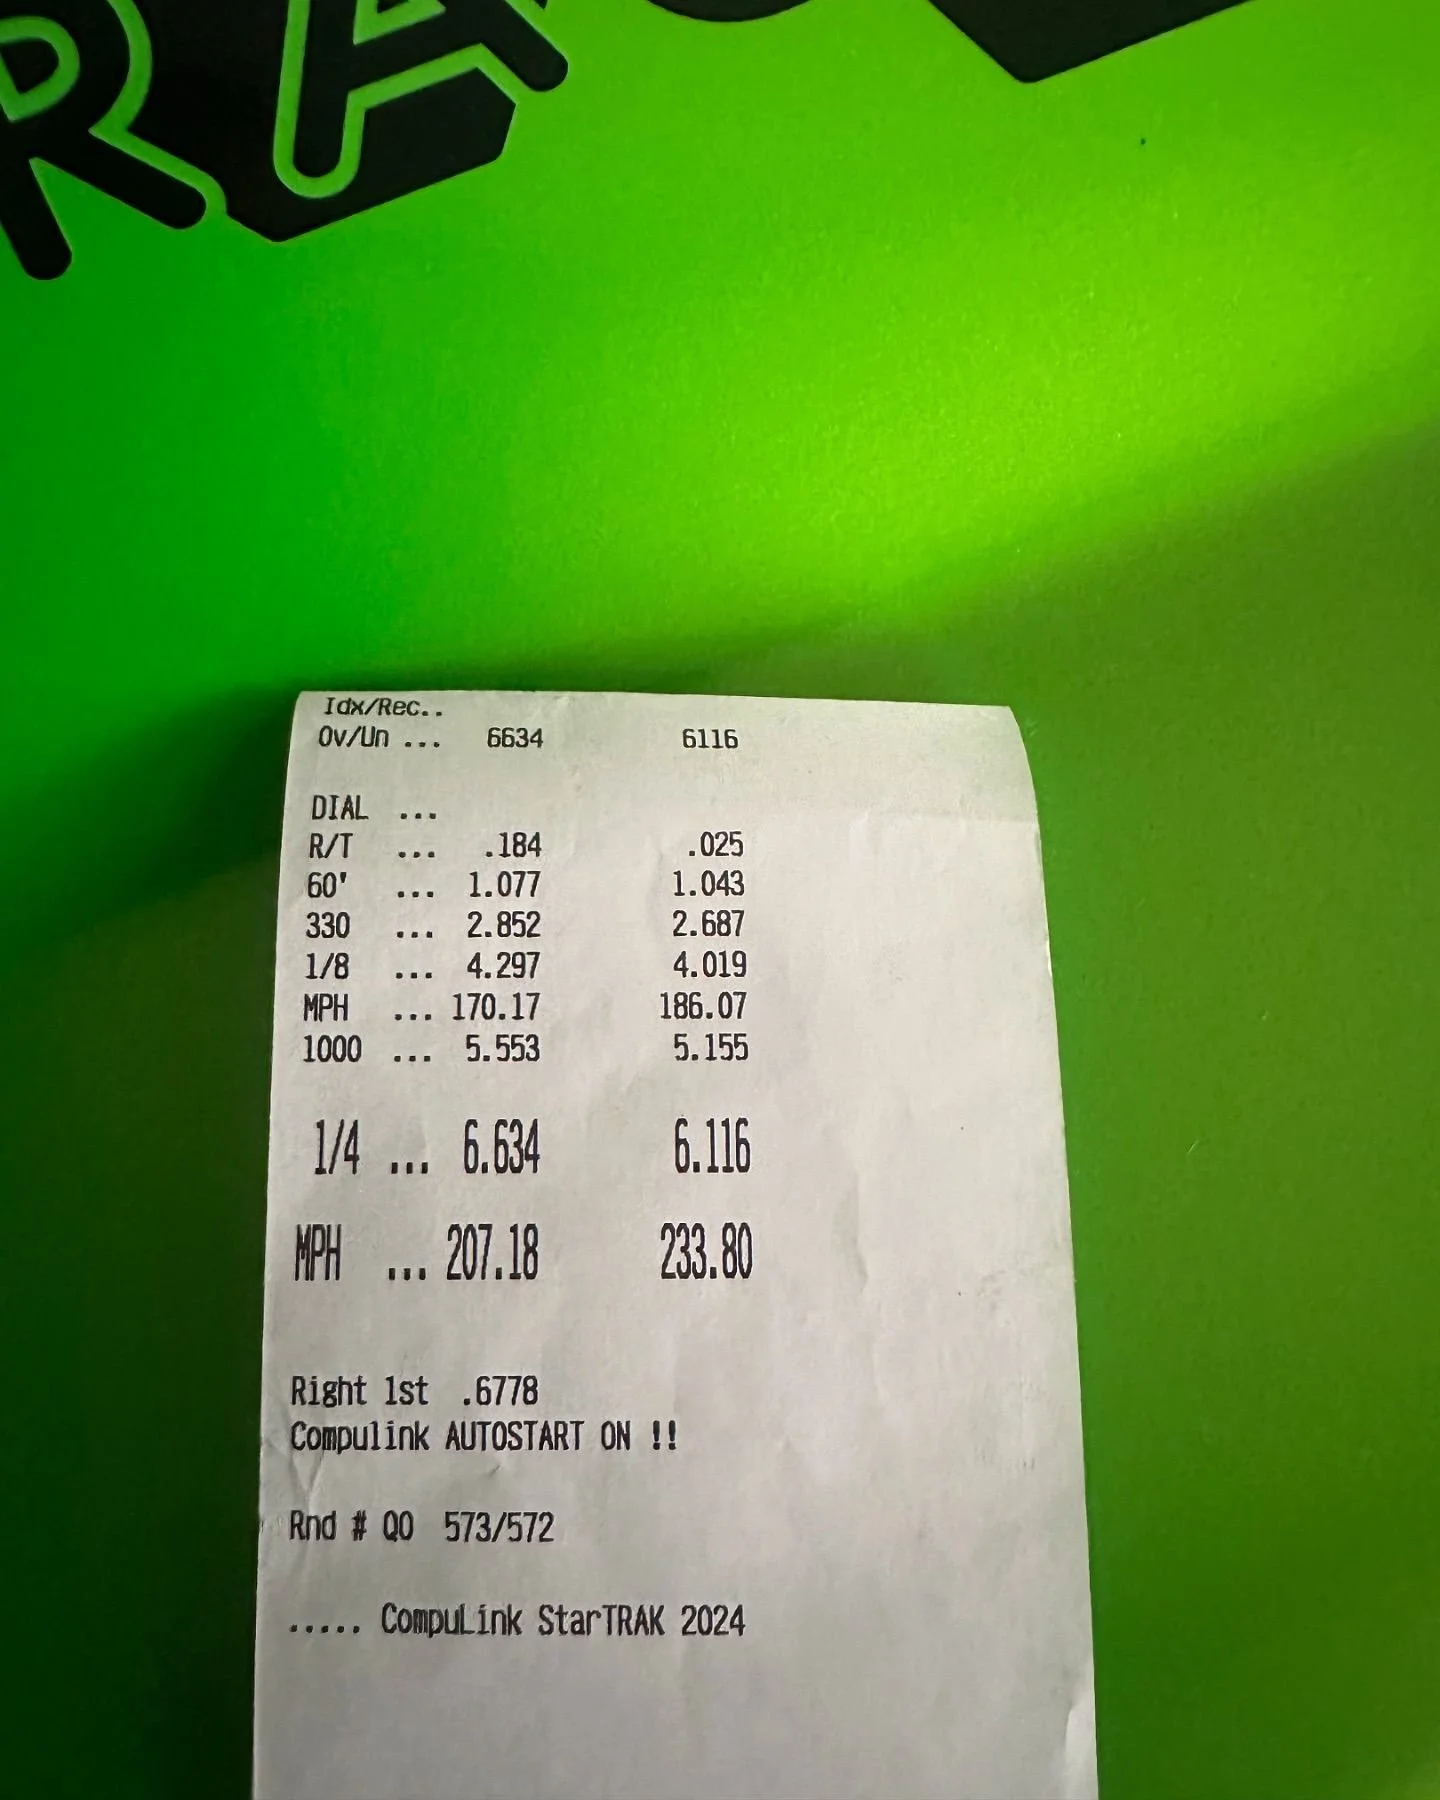 RA
Idx/Rec..
Ov/Un ... 6634 6116
DIAL ...
R/T ... .184 .025
60' ... 1.077 1.043
330 ... 2.852 2.687
1/8 ... 4.297 4.019
MPH ... 170.17 186.07
1000 ... 5.553 5.155
1/4 ... 6.634 6.116
MPH ... 207.18 233.80
Right 1st .6778
Compulink AUTOSTART ON !!
Rnd # Q0 573/572
..... CompuLink StarTRAK 2024